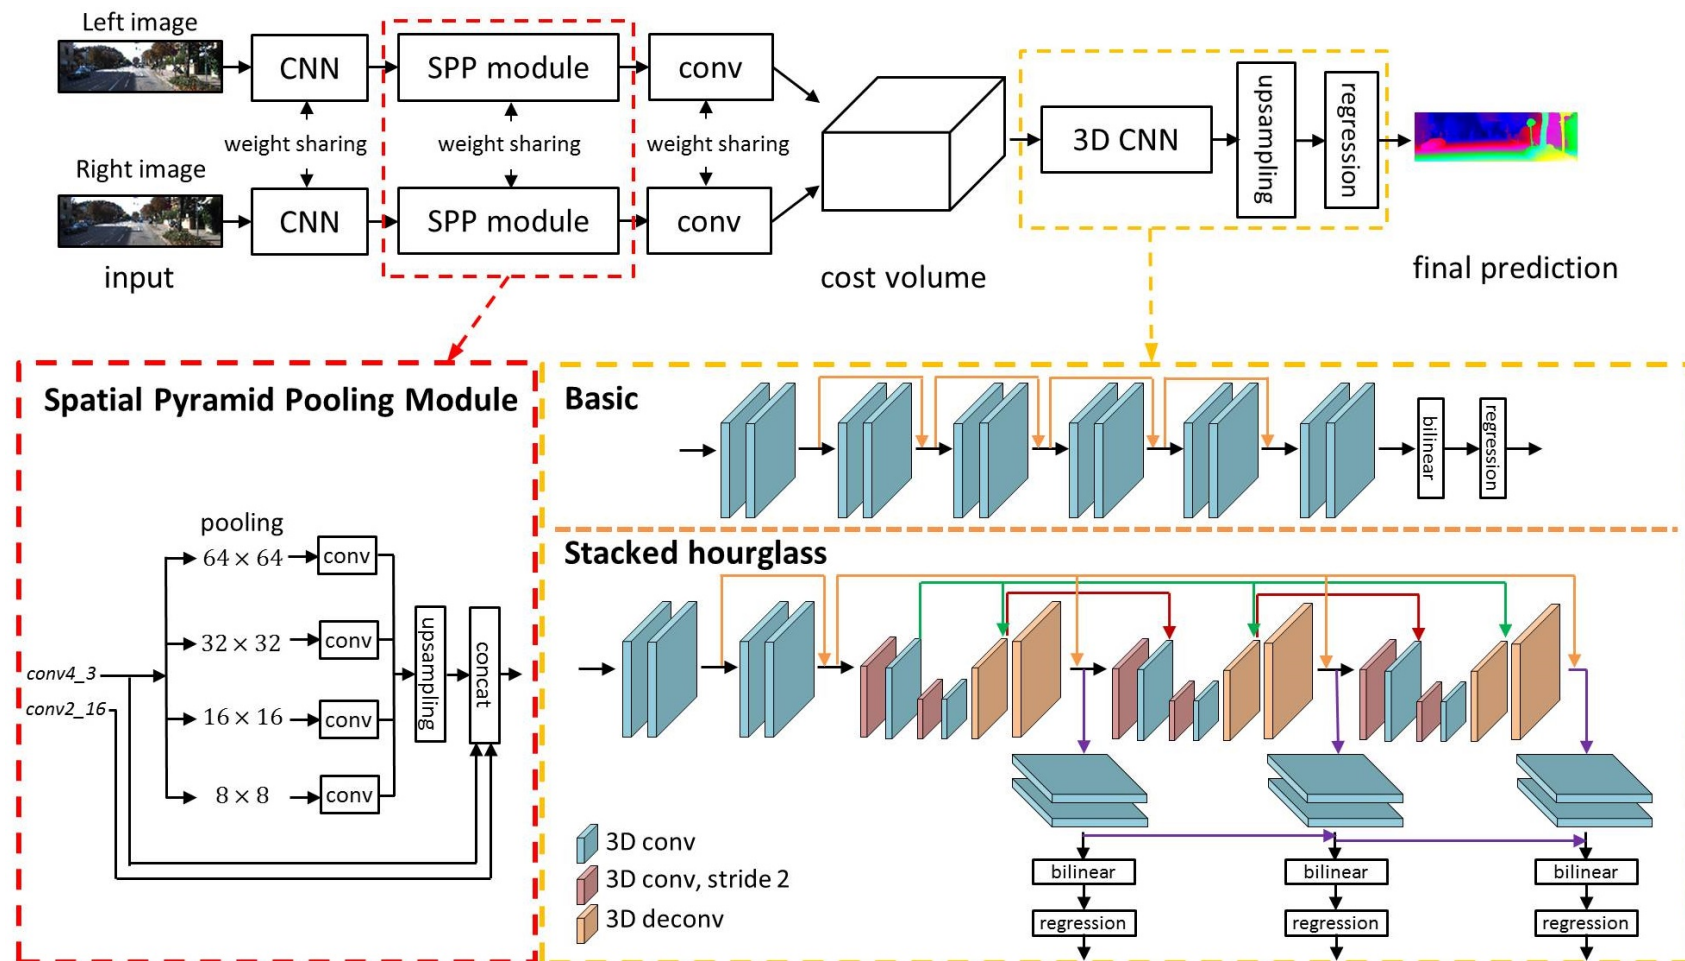 Left image
CNN
SPP module
conv
weight sharing
weight sharing
weight sharing
Right image
CNN
SPP module
conv
input
cost volume
3D CNN
upsampling
regression
final prediction
Spatial Pyramid Pooling Module
pooling
64 × 64
conv
32 × 32
conv
16 × 16
conv
8 × 8
conv
conv4_3
conv2_16
upsampling
concat
Basic
bilinear
regression
Stacked hourglass
3D conv
3D conv, stride 2
3D deconv
bilinear
bilinear
bilinear
regression
regression
regression